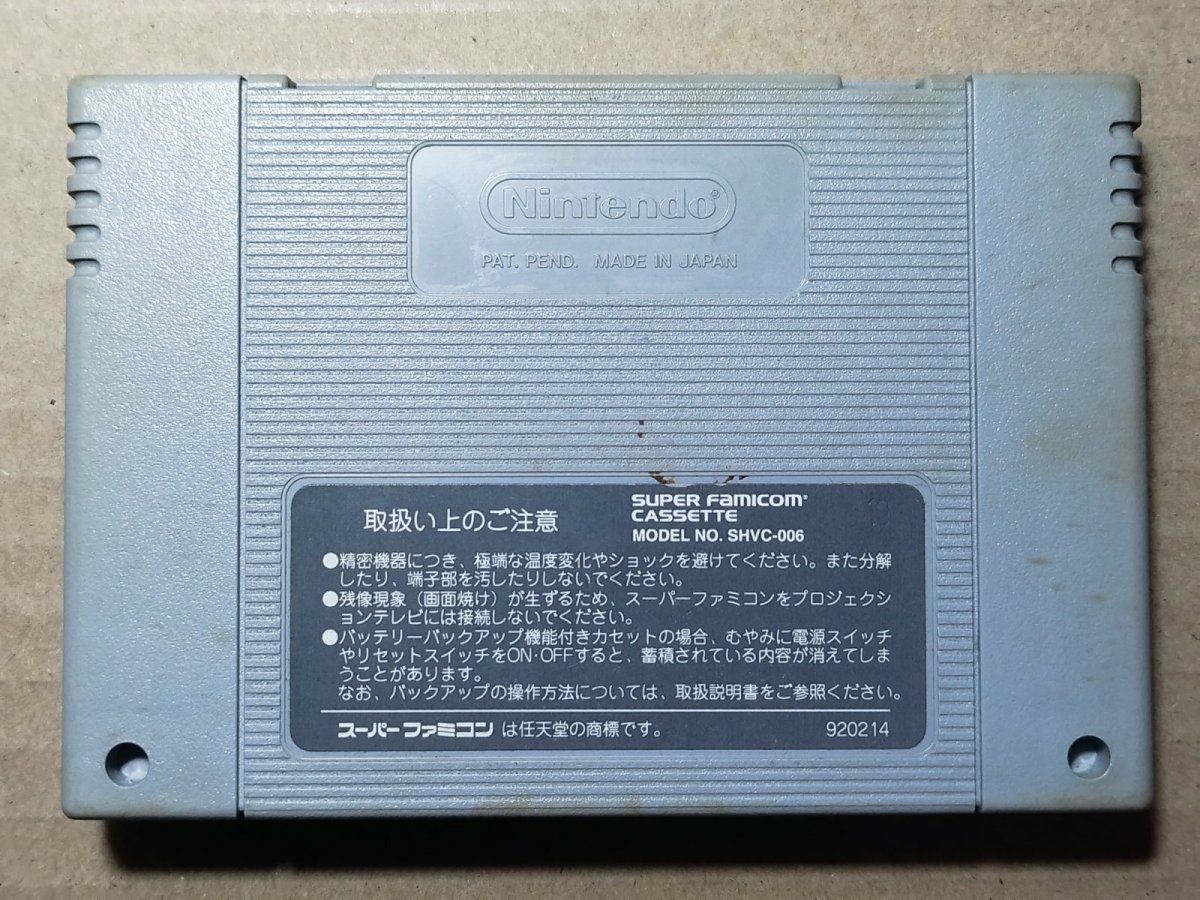 Nintendo®
PAT. PEND. MADE IN JAPAN
取扱い上のご注意
SUPER FAMICOM®
CASSETTE
MODEL NO. SHVC-006
10
●精密機器につき、極端な温度変化やショックを避けてください。また分解
したり、端子部を汚したりしないでください。
●残像現象(画面焼け)が生ずるため、スーパーファミコンをプロジェクシ
ョンテレビには接続しないでください。
●バッテリーバックアップ機能付きカセットの場合、むやみに電源スイッチ
やリセットスイッチをON·OFFすると、蓄積されている内容が消えてしま
うことがあります。
なお、バックアップの操作方法については、取扱説明書をご参照ください。
スーパーファミコン は任天堂の商標です。 920214